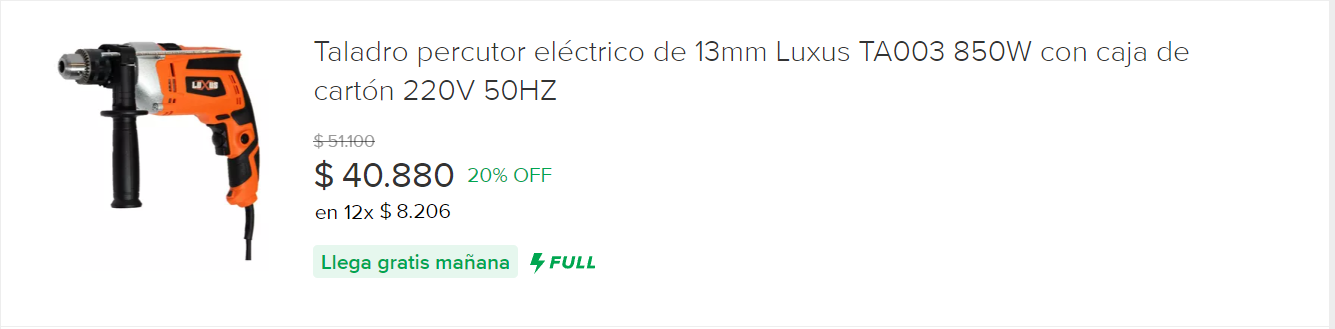 LUXUS
Taladro percutor eléctrico de 13mm Luxus TA003 850W con caja de
cartón 220V 50HZ
$ 51.100
$ 40.880 20% OFF
en 12x $ 8.206
Llega gratis mañana FULL